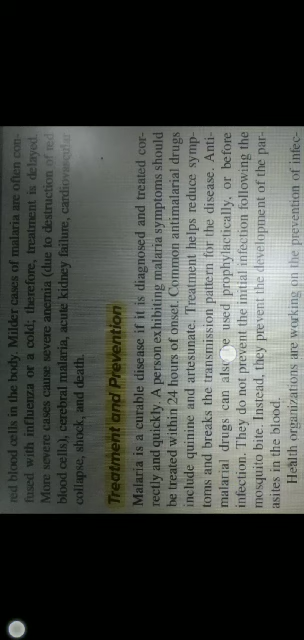 red blood cells in the body. Milder cases of malaria are often con-
fused with influenza or a cold; therefore, treatment is delayed.
More severe cases cause severe anemia (due to destruction of red
blood cells), cerebral malaria, acute kidney failure, cardiovascular
collapse, shock, and death.
Treatment and Prevention
Malaria is a curable disease if it is diagnosed and treated cor-
rectly and quickly. A person exhibiting malaria symptoms should
be treated within 24 hours of onset. Common antimalarial drugs
include quinine and artesunate. Treatment helps reduce symp-
toms and breaks the transmission pattern for the disease. Anti-
malarial drugs can also be used prophylactically, or before
infection. They do not prevent the initial infection following the
mosquito bite. Instead, they prevent the development of the par-
asites in the blood.
Health organizations are working on the prevention of infec-